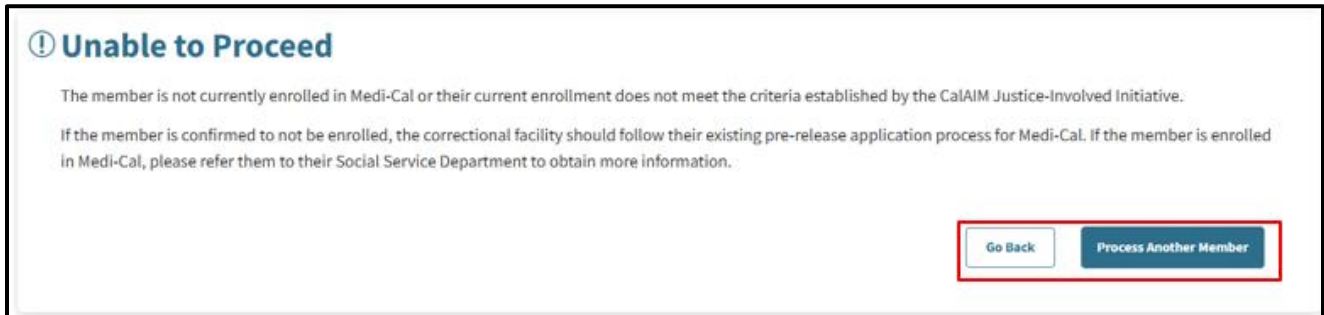 Unable to Proceed
The member is not currently enrolled in Medi-Cal or their current enrollment does not meet the criteria established by the CalAIM Justice-Involved Initiative.
If the member is confirmed to not be enrolled, the correctional facility should follow their existing pre-release application process for Medi-Cal. If the member is enrolled
in Medi-Cal, please refer them to their Social Service Department to obtain more information.
Go Back Process Another Member